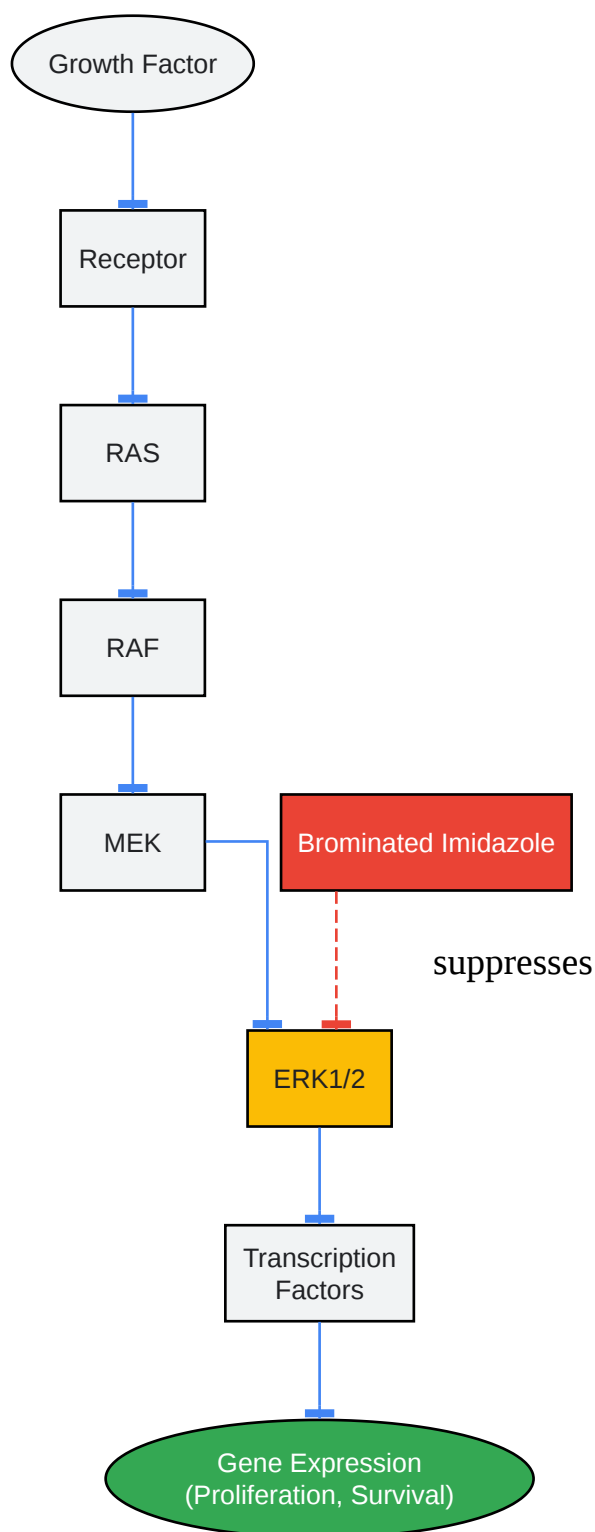 Growth Factor
Receptor
RAS
RAF
MEK
Brominated Imidazole
suppresses
ERK1/2
Transcription
Factors
Gene Expression
(Proliferation, Survival)